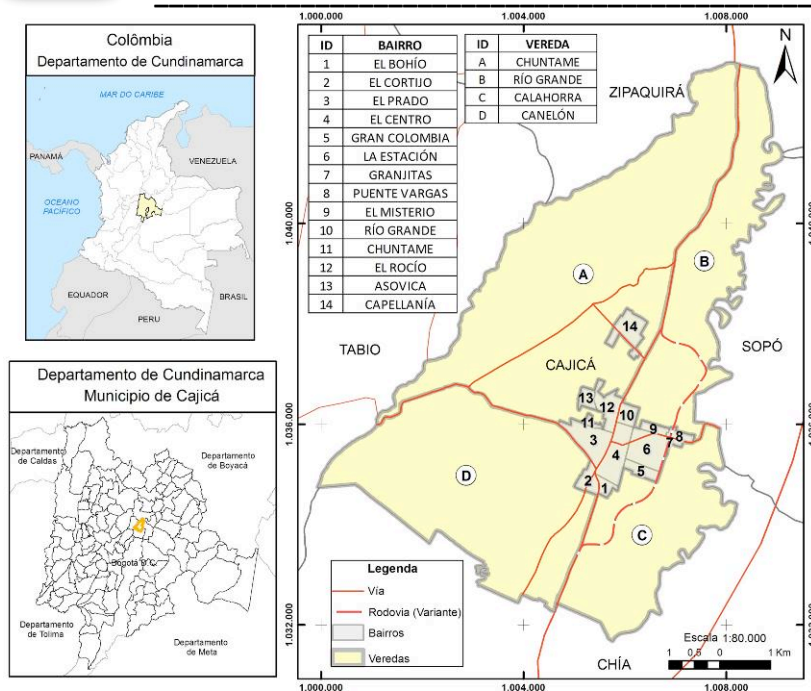 Colômbia
Departamento de Cundinamarca
MAR DO CARIBE
PANAMÁ
VENEZUELA
OCEANO
PACÍFICO
EQUADOR
BRASIL
PERU
Departamento de Cundinamarca
Municipio de Cajicá
Departamento
de Caldas
Departamento
de Boyacá
Bogotá D.C.
Departamento
de Tolima
Departamento
de Meta
1.000.000 1.004.000 1.008.000
ID BAIRRO
1 EL BOHÍO
2 EL CORTIJO
3 EL PRADO
4 EL CENTRO
5 GRAN COLOMBIA
6 LA ESTACIÓN
7 GRANJITAS
8 PUENTE VARGAS
9 EL MISTERIO
10 RÍO GRANDE
11 CHUNTAME
12 EL ROCÍO
13 ASOVICA
14 CAPELLANÍA
ID VEREDA
A CHUNTAME
B RÍO GRANDE
C CALAHORRA
D CANELÓN
N
ZIPAQUIRÁ
1.040.000
B
A
14
TABIO
CAJICÁ
SOPÓ
13
12
10
1.036.000
11
9
8
7
3
4
6
5
D
2
1
C
Legenda
Vía
Rodovia (Variante)
Bairros
Veredas
1.032.000
Escala 1:80.000
1 0,5 0 1 Km
CHÍA
1.000.000 1.004.000 1.008.000